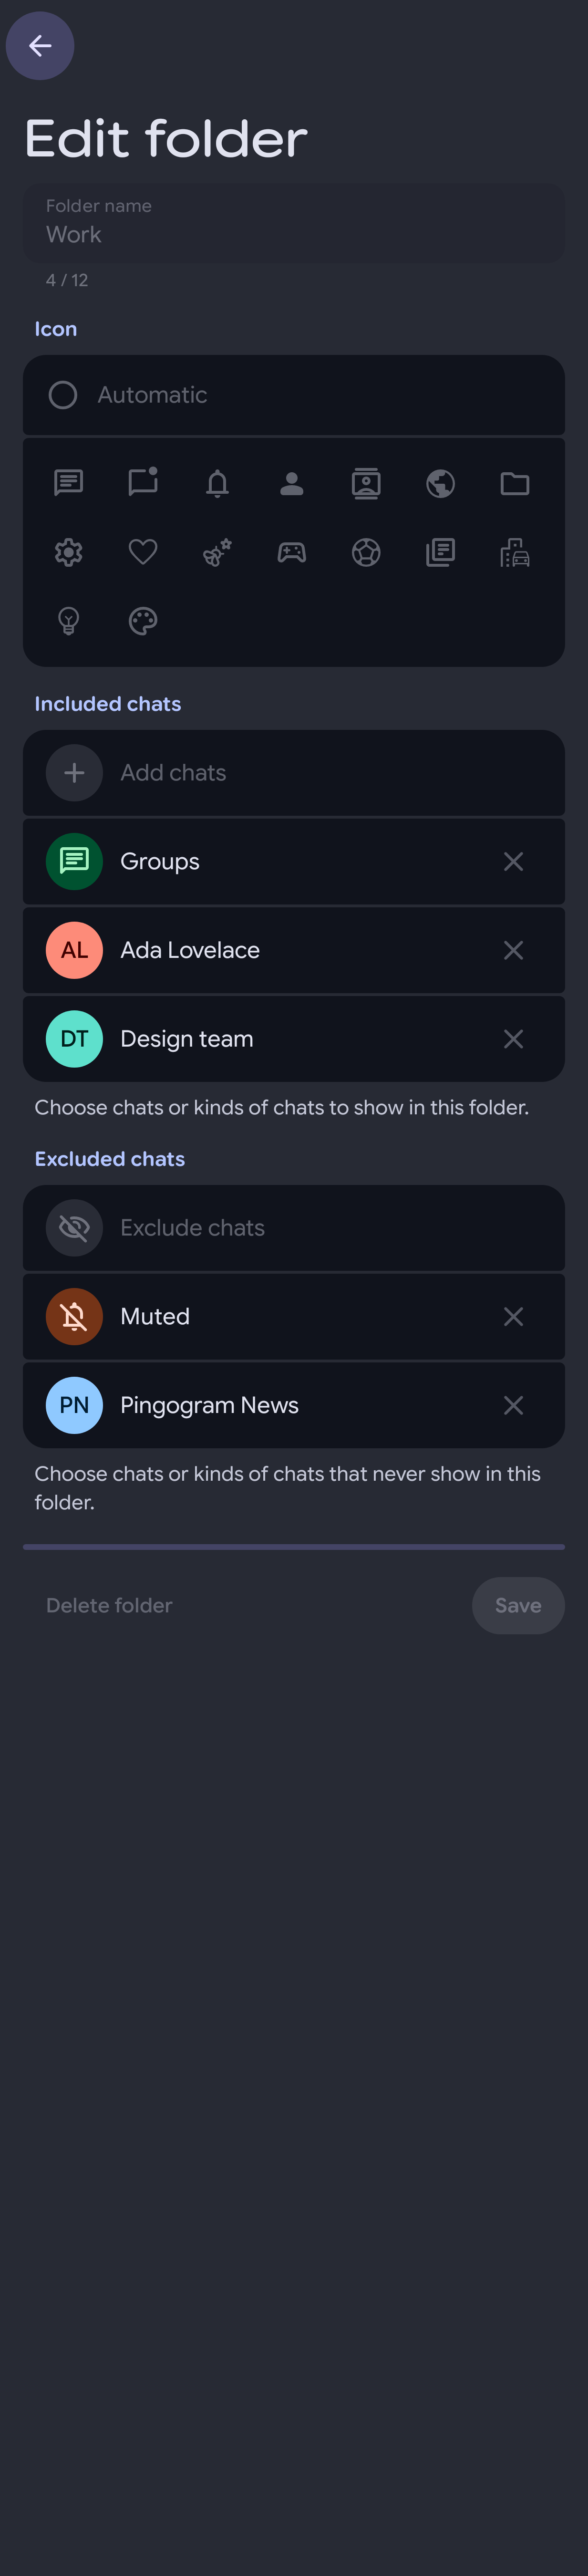 Edit folder
Folder name
Work
4 / 12
Icon
Automatic
Included chats
Add chats
Groups
AL
Ada Lovelace
DT
Design team
Choose chats or kinds of chats to show in this folder.
Excluded chats
Exclude chats
Muted
PN
Pingogram News
Choose chats or kinds of chats that never show in this
folder.
Delete folder
Save